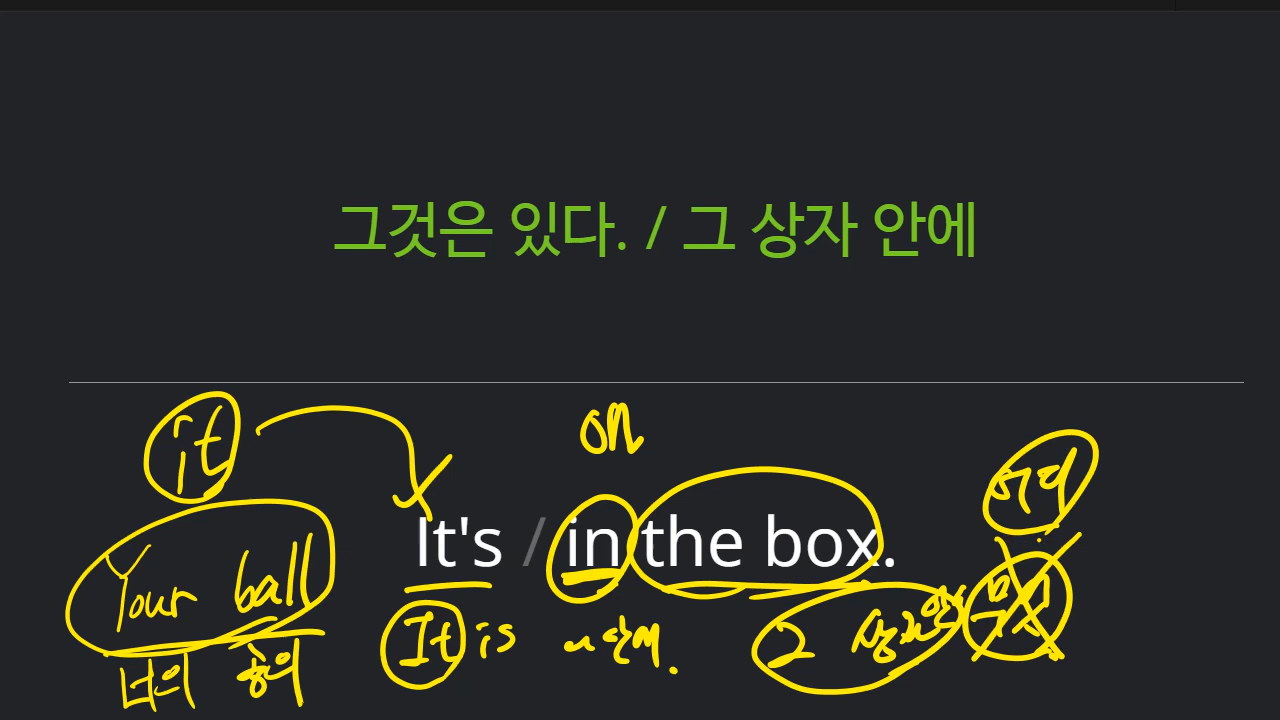 그것은 있다. / 그 상자 안에
it
on
It's / in the box.
Your ball
It is
너의 공이